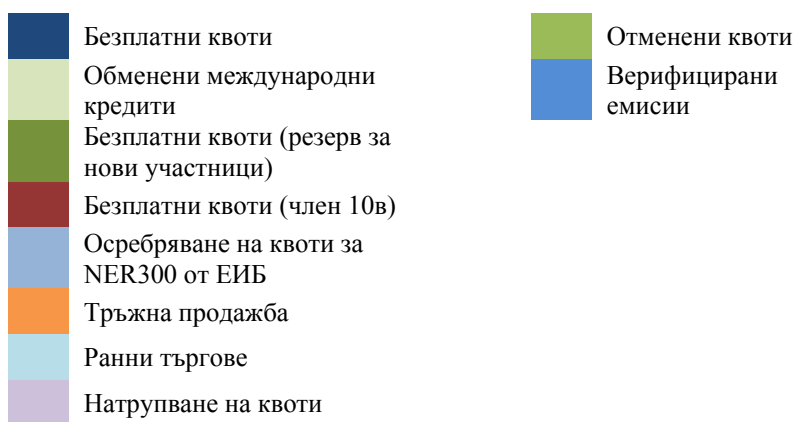 Безплатни квоти
Обменени международни
кредити
Безплатни квоти (резерв за
нови участници)
Безплатни квоти (член 10в)
Осребряване на квоти за
NER300 от ЕИБ
Тръжна продажба
Ранни търгове
Натрупване на квоти
Отменени квоти
Верифицирани
емисии